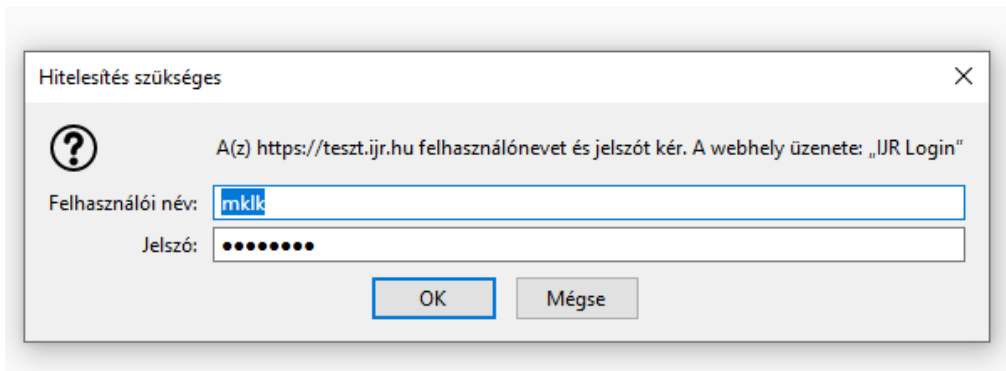 Hitelesítés szükséges
A(z) https://teszt.ijr.hu felhasználónevet és jelszót kér. A webhely üzenete: „IJR Login"
Felhasználói név: mklk
Jelszó: ●●●●●●●●
OK Mégse